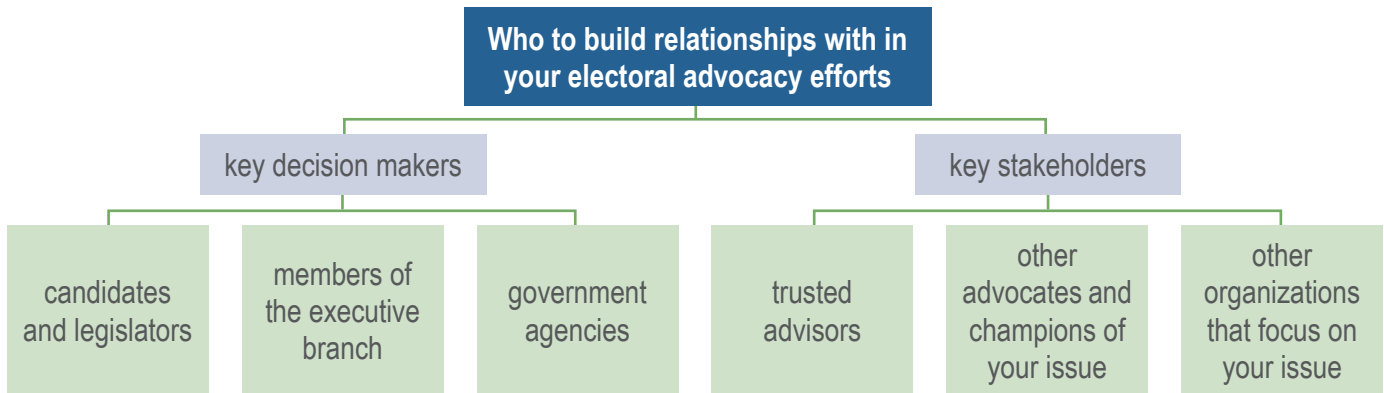 Who to build relationships with in
your electoral advocacy efforts
key decision makers
key stakeholders
candidates
and legislators
members of
the executive
branch
government
agencies
trusted
advisors
other
advocates and
champions of
your issue
other
organizations
that focus on
your issue